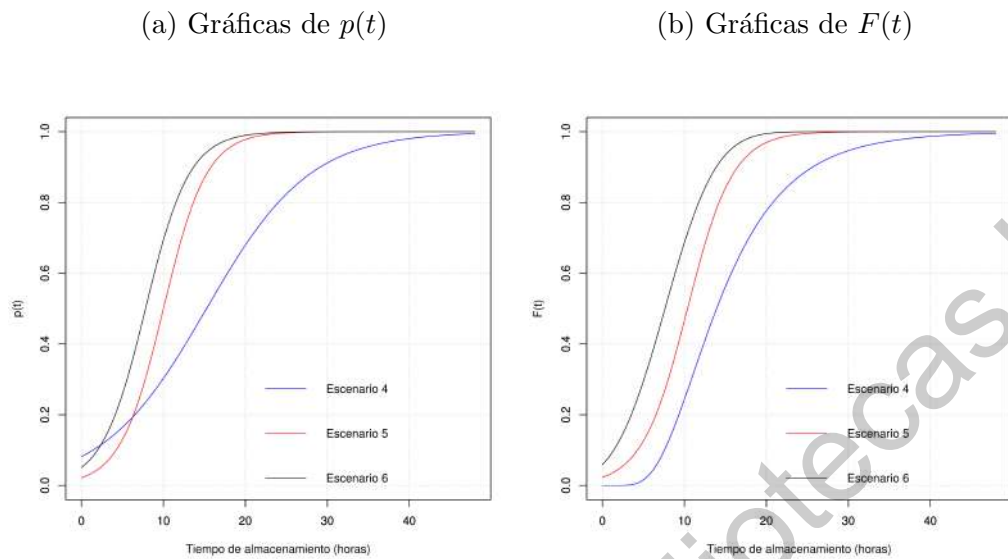 (a) Gráficas de p(t)
(b) Gráficas de F(t)
p(t)
1.0
0.8
0.6
0.4
0.2
0.0
Escenario 4
Escenario 5
Escenario 6
0 10 20 30 40
Tiempo de almacenamiento (horas)
F(t)
1.0
0.8
0.6
0.4
0.2
0.0
Escenario 4
Escenario 5
Escenario 6
0 10 20 30 40
Tiempo de almacenamiento (horas)